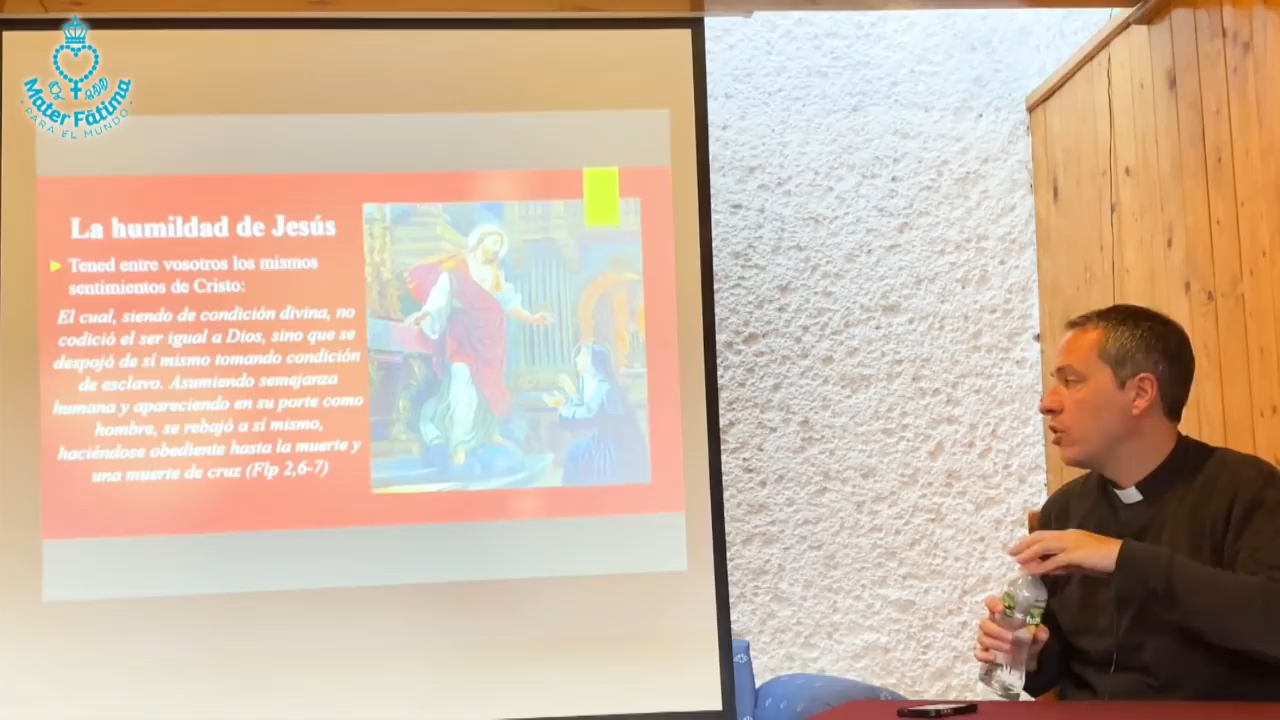 Mater Fátima
PARA EL MUNDO
La humildad de Jesús
Tened entre vosotros los mismos
sentimientos de Cristo:
El cual, siendo de condición divina, no
codició el ser igual a Dios, sino que se
despojó de sí mismo tomando condición
de esclavo. Asumiendo semejanza
humana y apareciendo en su porte como
hombre, se rebajó a sí mismo,
haciéndose obediente hasta la muerte y
una muerte de cruz (Flp 2,6-7)